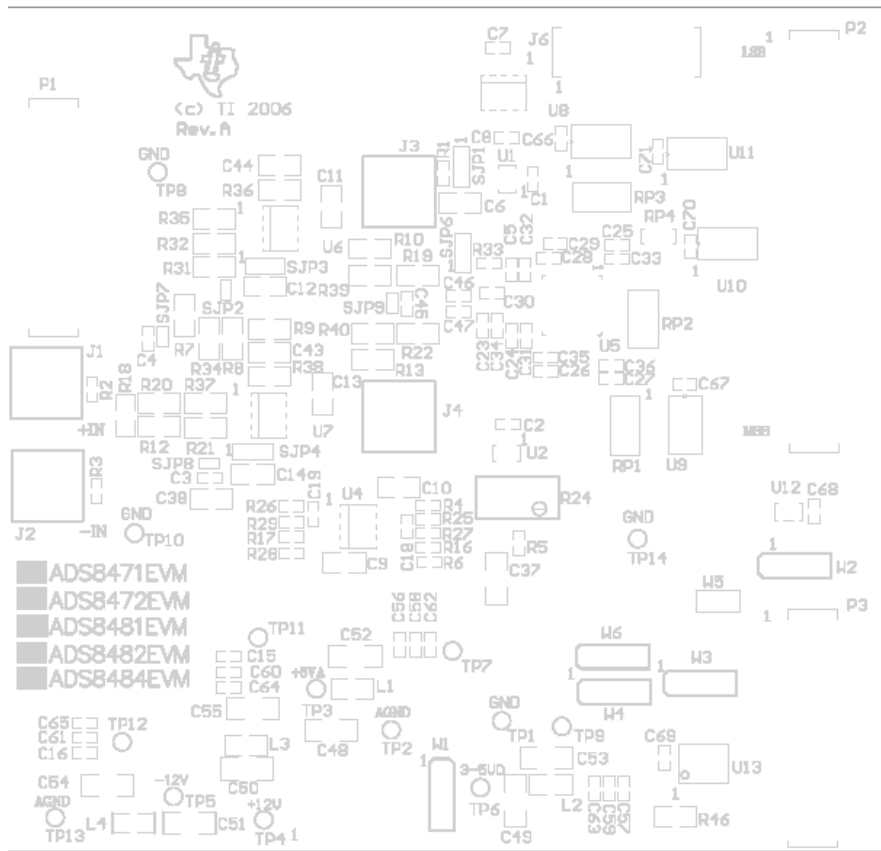 C7
J6
1
P2
LSB
P1
(c) TI 2006
Rev.A
U8
C8
C66
C71
U11
GND
TP8
C44
R36
C11
J3
R1
SJP1
U1
C1
C6
RP3
RP4
C70
R35
R32
R31
U6
R10
SJP6
R33
C5
C32
C29
C28
C25
C33
SJP3
C12
R39
R19
C46
C30
U10
SJP7
SJP2
SJP9
C45
C47
RP2
J1
C4
R7
R34
R8
R9
C43
R38
R40
R22
R13
C23
C34
C24
C31
C35
C26
U5
C36
C27
R2
R18
R20
R37
C13
J4
C67
+IN
R12
R21
U7
C2
U2
RP1
U9
MSB
SJP8
SJP4
C3
C14
R3
C38
C19
U4
C10
R24
U12
C68
J2
-IN
GND
TP10
R26
R29
R17
R28
R4
R25
R27
R16
R6
C18
C9
R5
C37
GND
TP14
W2
ADS8471EVM
ADS8472EVM
ADS8481EVM
ADS8482EVM
ADS8484EVM
W5
P3
TP11
C52
C56
C58
C62
TP7
W6
W3
W4
C15
C60
C64
+5VA
TP3
L1
C55
C48
AGND
TP2
GND
TP1
TP9
C65
C61
C16
TP12
L3
C50
W1
C53
C69
U13
C54
-12V
TP5
3-5VD
TP6
L2
AGND
TP13
L4
C51
+12V
TP4
1
C49
C63
C59
C57
R46